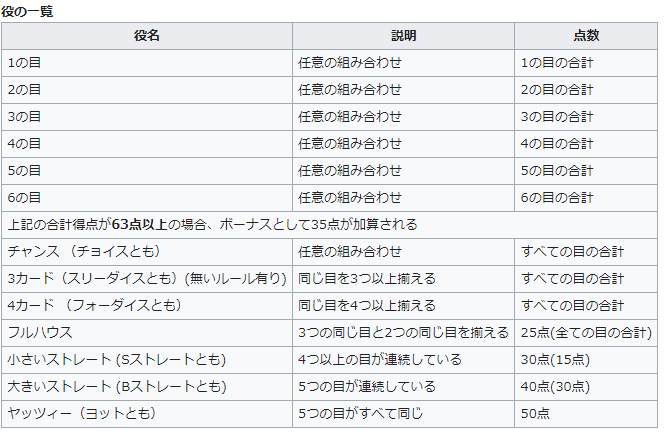 役の一覧
役名 説明 点数
1の目 任意の組み合わせ 1の目の合計
2の目 任意の組み合わせ 2の目の合計
3の目 任意の組み合わせ 3の目の合計
4の目 任意の組み合わせ 4の目の合計
5の目 任意の組み合わせ 5の目の合計
6の目 任意の組み合わせ 6の目の合計
上記の合計得点が63点以上の場合、ボーナスとして35点が加算される
チャンス （チョイスとも） 任意の組み合わせ すべての目の合計
3カード（スリーダイスとも）(無いルール有り) 同じ目を3つ以上揃える すべての目の合計
4カード （フォーダイスとも） 同じ目を4つ以上揃える すべての目の合計
フルハウス 3つの同じ目と2つの同じ目を揃える 25点(全ての目の合計)
小さいストレート (Sストレートとも) 4つ以上の目が連続している 30点(15点)
大きいストレート (Bストレートとも) 5つの目が連続している 40点(30点)
ヤッツィー（ヨットとも） 5つの目がすべて同じ 50点